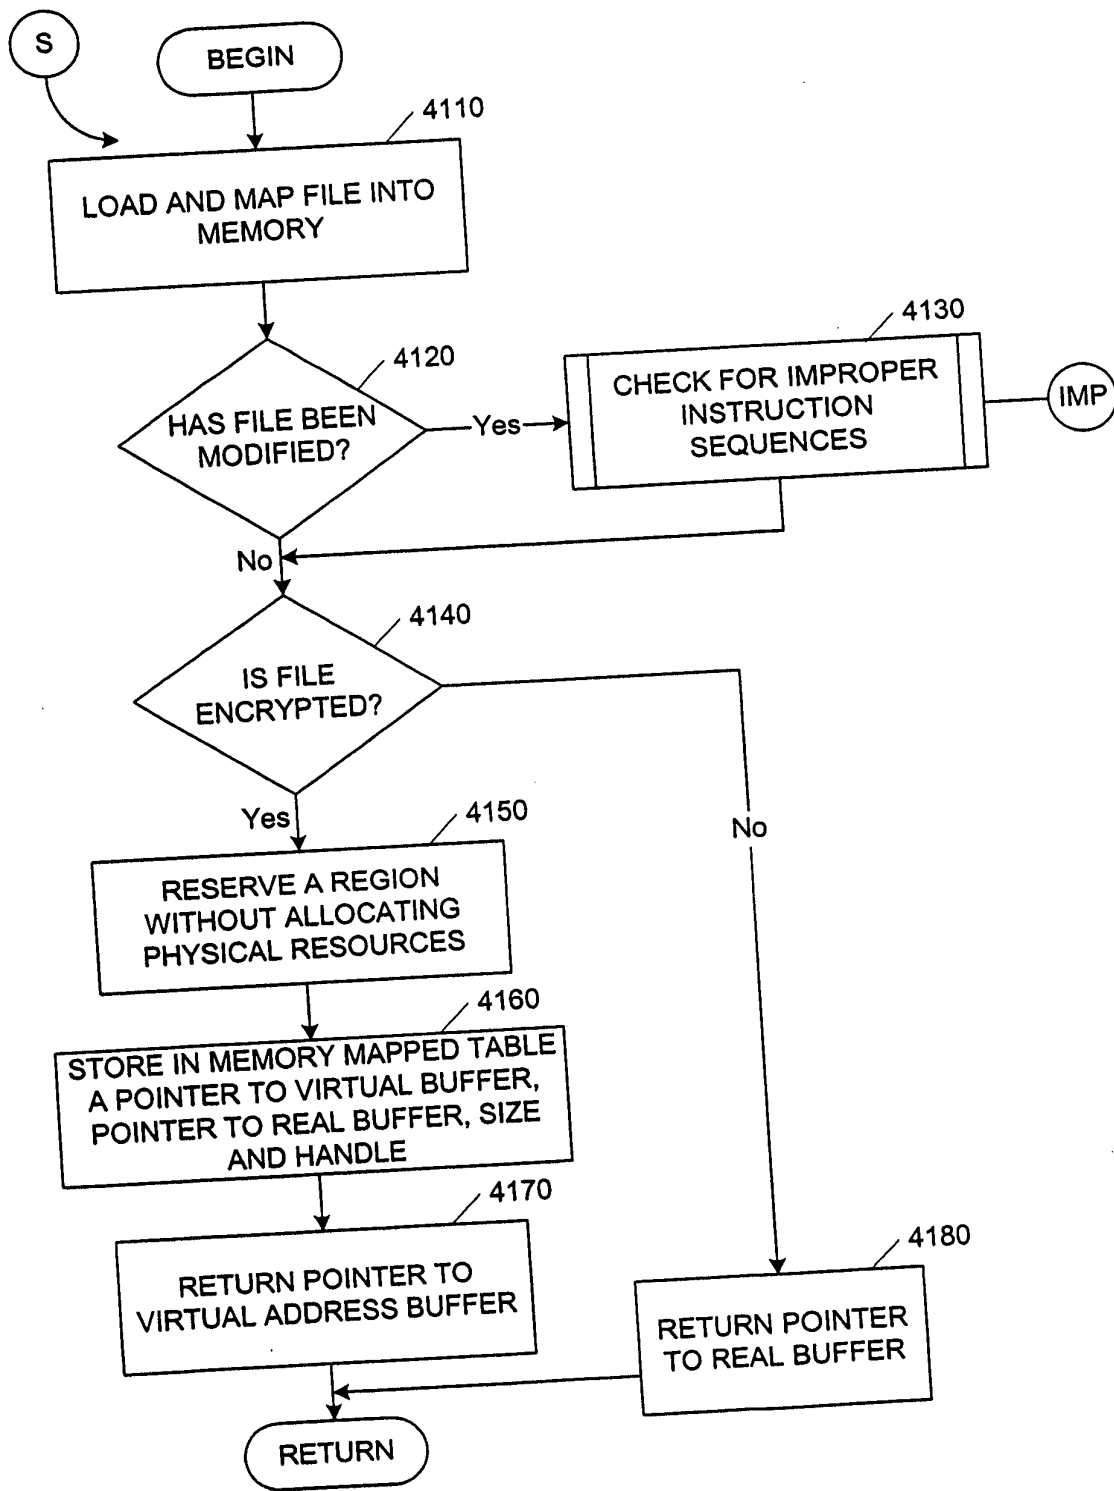 S
BEGIN
4110
LOAD AND MAP FILE INTO
MEMORY
4120
HAS FILE BEEN
MODIFIED?
Yes
4130
CHECK FOR IMPROPER
INSTRUCTION
SEQUENCES
IMP
No
4140
IS FILE
ENCRYPTED?
Yes
No
4150
RESERVE A REGION
WITHOUT ALLOCATING
PHYSICAL RESOURCES
4160
STORE IN MEMORY MAPPED TABLE
A POINTER TO VIRTUAL BUFFER,
POINTER TO REAL BUFFER, SIZE
AND HANDLE
4170
RETURN POINTER TO
VIRTUAL ADDRESS BUFFER
4180
RETURN POINTER
TO REAL BUFFER
RETURN